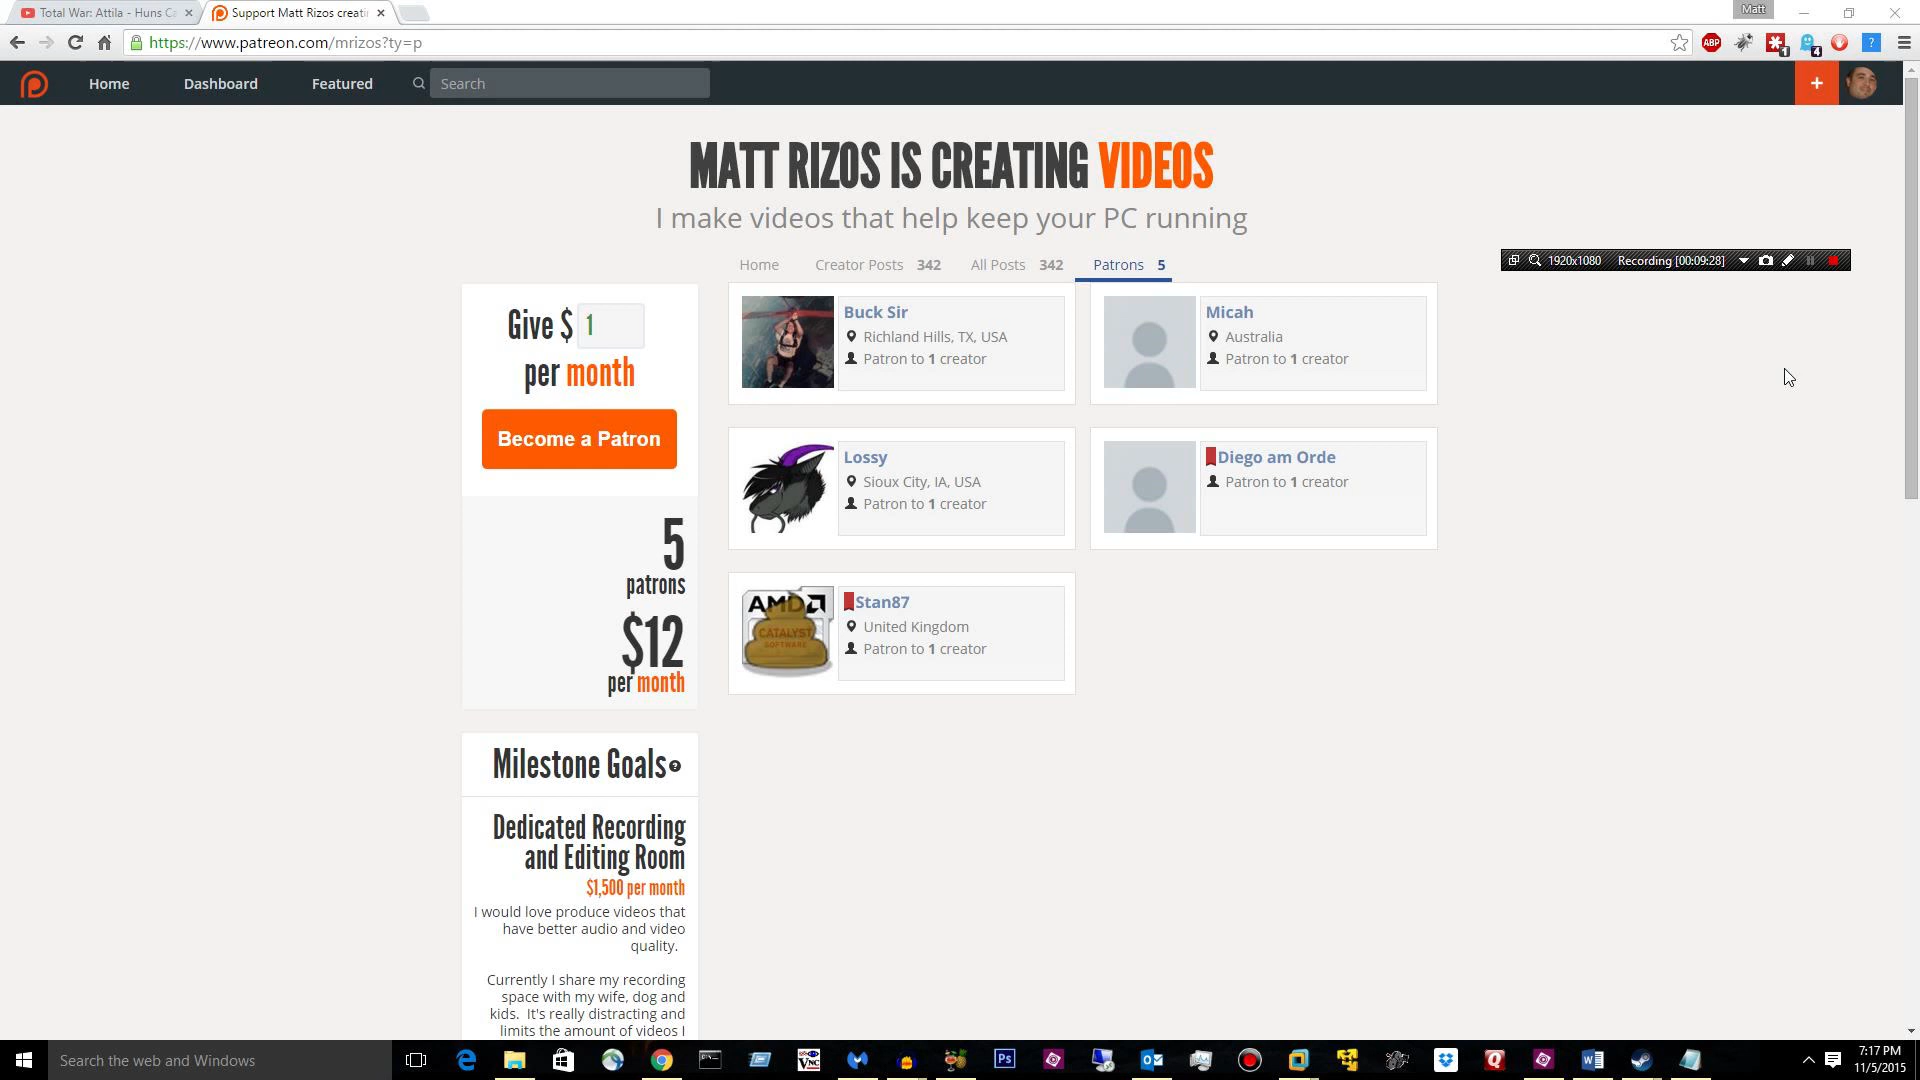 Total War: Attila - Huns Ca
Support Matt Rizos creati
Matt
https://www.patreon.com/mrizos?ty=p
ABP
1
4
?
Home
Dashboard
Featured
Search
+
MATT RIZOS IS CREATING VIDEOS
I make videos that help keep your PC running
Home
Creator Posts 342
All Posts 342
Patrons 5
1920x1080 Recording [00:09:28]
Give $ 1
per month
Become a Patron
5
patrons
$12
per month
Buck Sir
Richland Hills, TX, USA
Patron to 1 creator
Micah
Australia
Patron to 1 creator
Lossy
Sioux City, IA, USA
Patron to 1 creator
Diego am Orde
Patron to 1 creator
AMD
CATALYST
SOFTWARE
Stan87
United Kingdom
Patron to 1 creator
Milestone Goals
?
Dedicated Recording
and Editing Room
$1,500 per month
I would love produce videos that
have better audio and video
quality.
Currently I share my recording
space with my wife, dog and
kids. It's really distracting and
limits the amount of videos I
Search the web and Windows
Ps
7:17 PM
11/5/2015